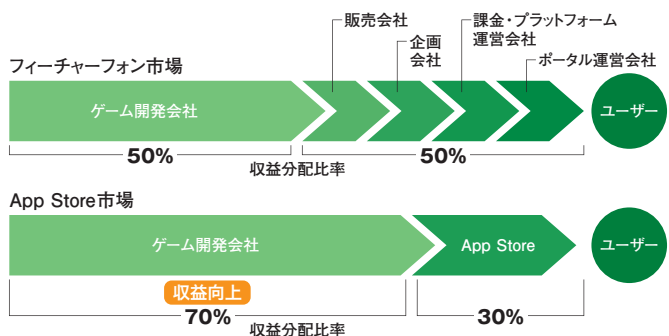 販売会社
企画
会社
課金・プラットフォーム
運営会社
ポータル運営会社
フィーチャーフォン市場
ゲーム開発会社
ユーザー
50%
50%
収益分配比率
App Store市場
ゲーム開発会社
App Store
ユーザー
収益向上
70%
30%
収益分配比率